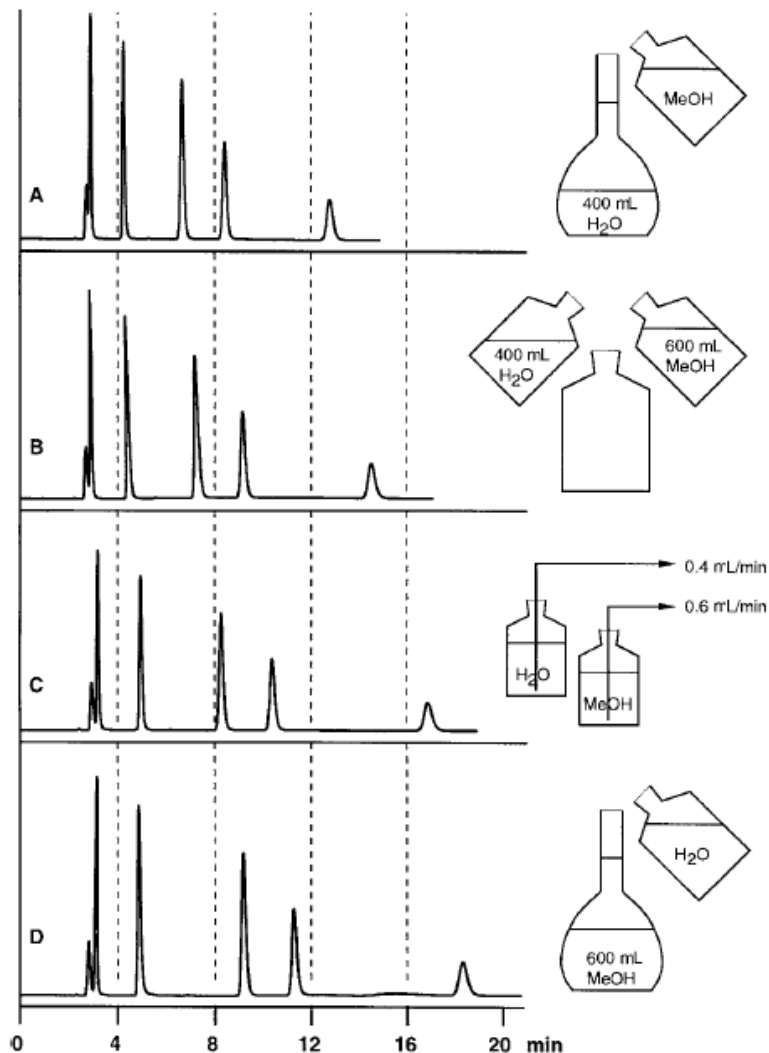 A
MeOH
400 mL
H2O
B
400 mL
H2O
600 mL
MeOH
C
0.4 mL/min
0.6 mL/min
H2O
MeOH
D
H2O
600 mL
MeOH
0 4 8 12 16 20 min